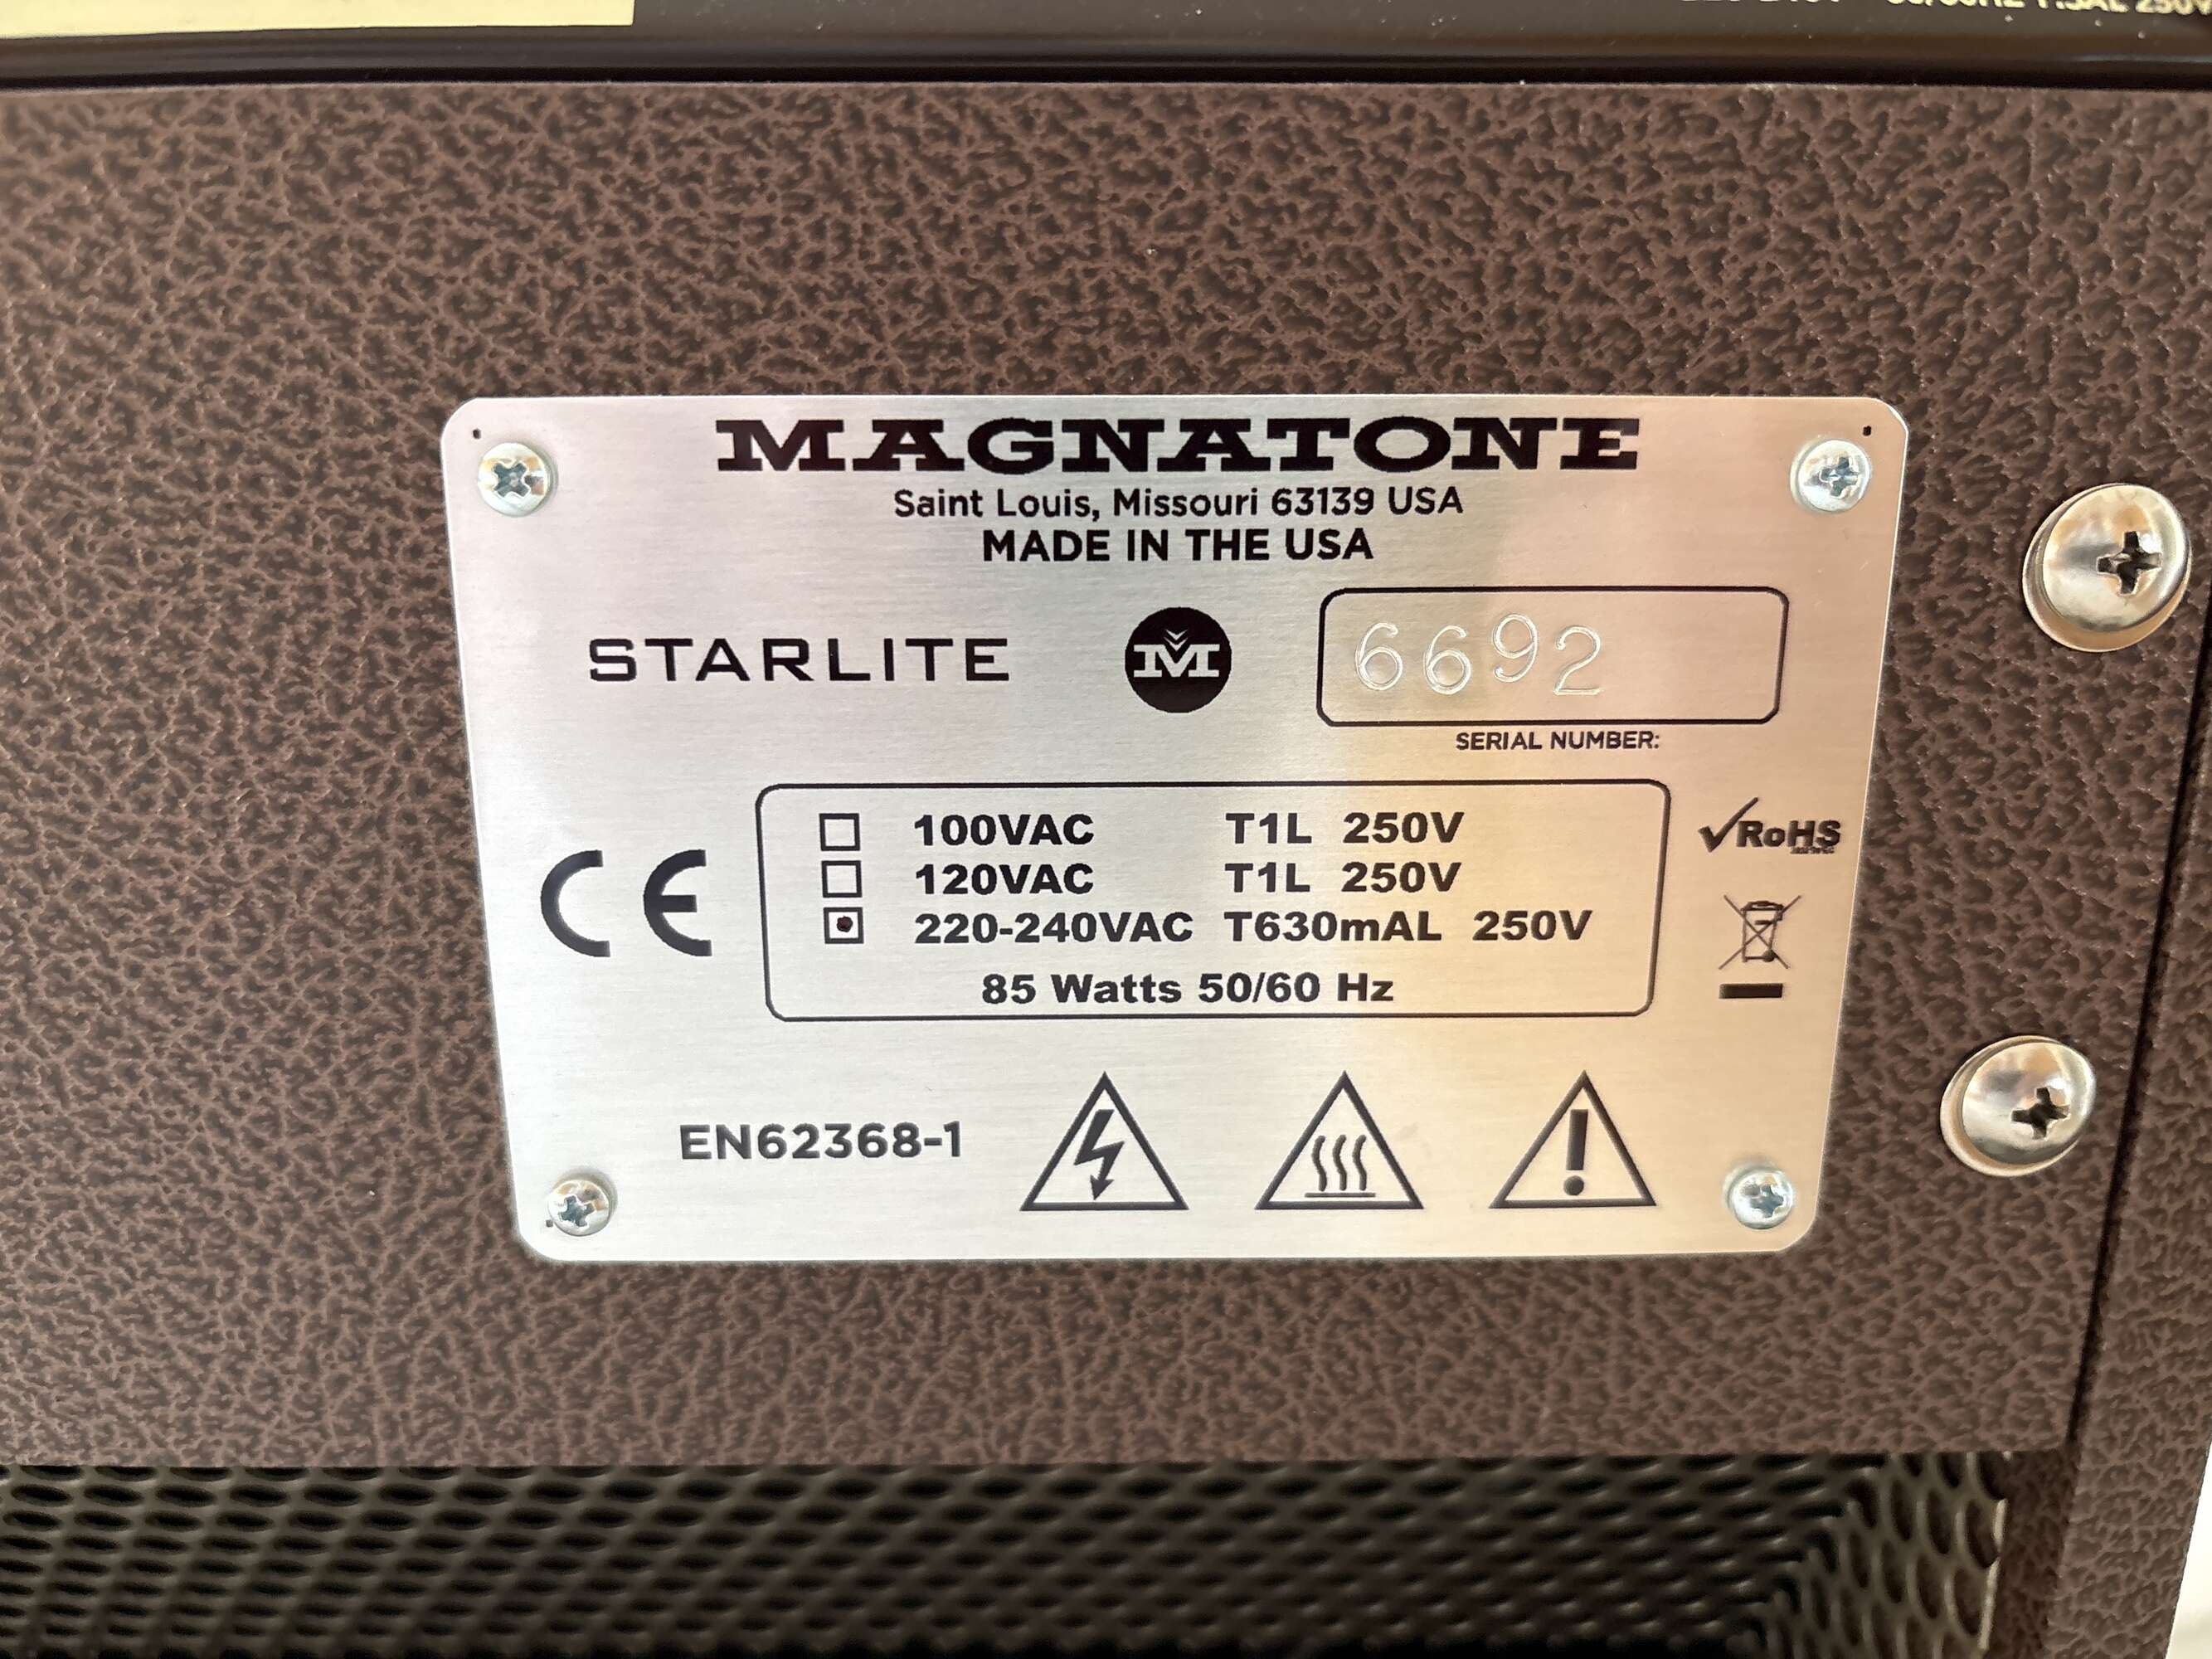 MAGNATONE
Saint Louis, Missouri 63139 USA
MADE IN THE USA
STARLITE M 6692
SERIAL NUMBER:
100VAC T1L 250V
120VAC T1L 250V
220-240VAC T630mAL 250V
85 Watts 50/60 Hz
CE
RoHS
EN62368-1